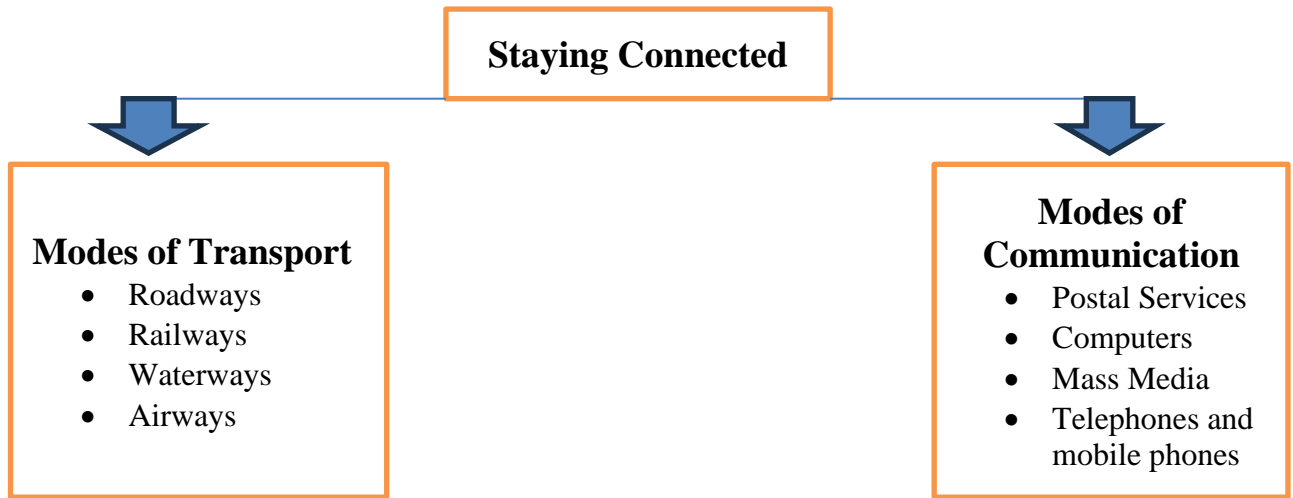 Staying Connected
Modes of Transport
• Roadways
• Railways
• Waterways
• Airways
Modes of
Communication
• Postal Services
• Computers
• Mass Media
• Telephones and
mobile phones